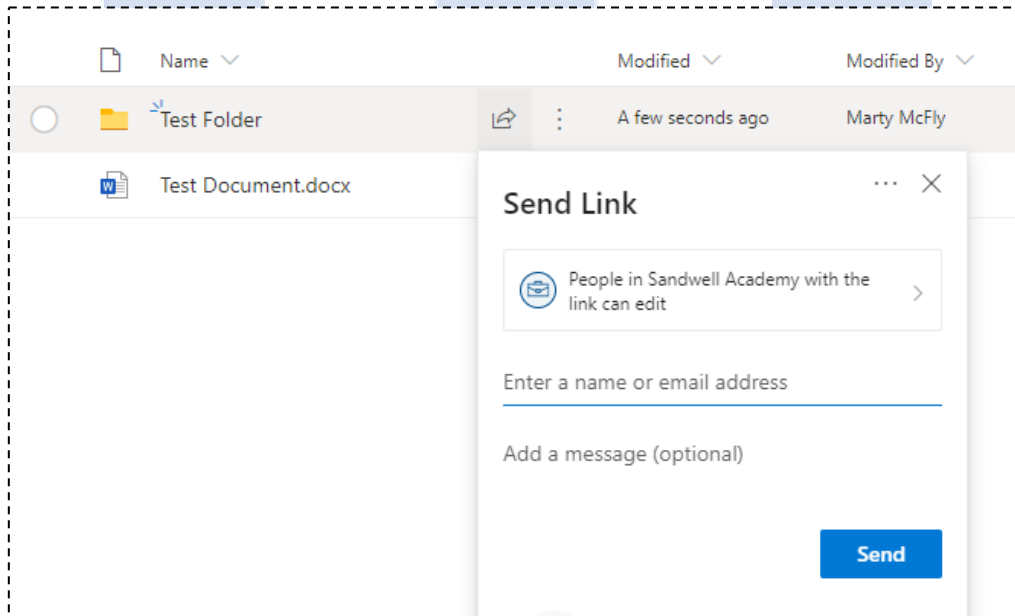 Name Modified Modified By
Test Folder A few seconds ago Marty McFly
Test Document.docx
Send Link
People in Sandwell Academy with the
link can edit
Enter a name or email address
Add a message (optional)
Send